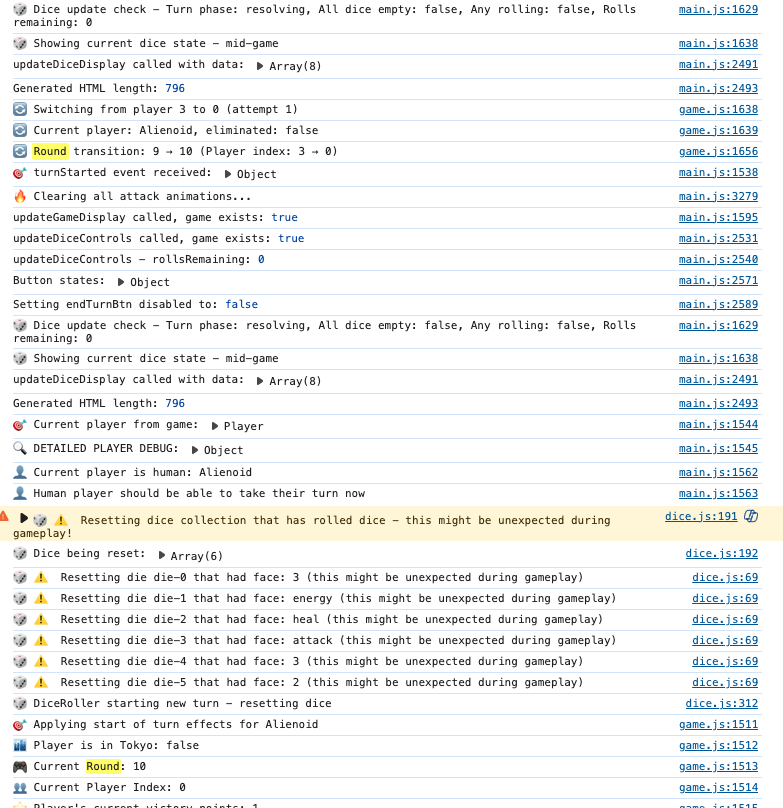 🎲 Dice update check – Turn phase: resolving, All dice empty: false, Any rolling: false, Rolls main.js:1629
remaining: 0
🎲 Showing current dice state – mid-game main.js:1638
updateDiceDisplay called with data: ▶ Array(8) main.js:2491
Generated HTML length: 796 main.js:2493
🔄 Switching from player 3 to 0 (attempt 1) game.js:1638
🔄 Current player: Alienoid, eliminated: false game.js:1639
🔄 Round transition: 9 → 10 (Player index: 3 → 0) game.js:1656
🎯 turnStarted event received: ▶ Object main.js:1538
🔥 Clearing all attack animations... main.js:3279
updateGameDisplay called, game exists: true main.js:1595
updateDiceControls called, game exists: true main.js:2531
updateDiceControls – rollsRemaining: 0 main.js:2540
Button states: ▶ Object main.js:2571
Setting endTurnBtn disabled to: false main.js:2589
🎲 Dice update check – Turn phase: resolving, All dice empty: false, Any rolling: false, Rolls main.js:1629
remaining: 0
🎲 Showing current dice state – mid-game main.js:1638
updateDiceDisplay called with data: ▶ Array(8) main.js:2491
Generated HTML length: 796 main.js:2493
🎯 Current player from game: ▶ Player main.js:1544
🔍 DETAILED PLAYER DEBUG: ▶ Object main.js:1545
👤 Current player is human: Alienoid main.js:1562
👤 Human player should be able to take their turn now main.js:1563
▶ 🎲 ⚠️ Resetting dice collection that has rolled dice – this might be unexpected during dice.js:191
gameplay!
🎲 Dice being reset: ▶ Array(6) dice.js:192
🎲 ⚠️ Resetting die die-0 that had face: 3 (this might be unexpected during gameplay) dice.js:69
🎲 ⚠️ Resetting die die-1 that had face: energy (this might be unexpected during gameplay) dice.js:69
🎲 ⚠️ Resetting die die-2 that had face: heal (this might be unexpected during gameplay) dice.js:69
🎲 ⚠️ Resetting die die-3 that had face: attack (this might be unexpected during gameplay) dice.js:69
🎲 ⚠️ Resetting die die-4 that had face: 3 (this might be unexpected during gameplay) dice.js:69
🎲 ⚠️ Resetting die die-5 that had face: 2 (this might be unexpected during gameplay) dice.js:69
🎲 DiceRoller starting new turn – resetting dice dice.js:312
🎯 Applying start of turn effects for Alienoid game.js:1511
🏙️ Player is in Tokyo: false game.js:1512
🎮 Current Round: 10 game.js:1513
👥 Current Player Index: 0 game.js:1514
⭐ Player's current victory points: 1 game.js:1515